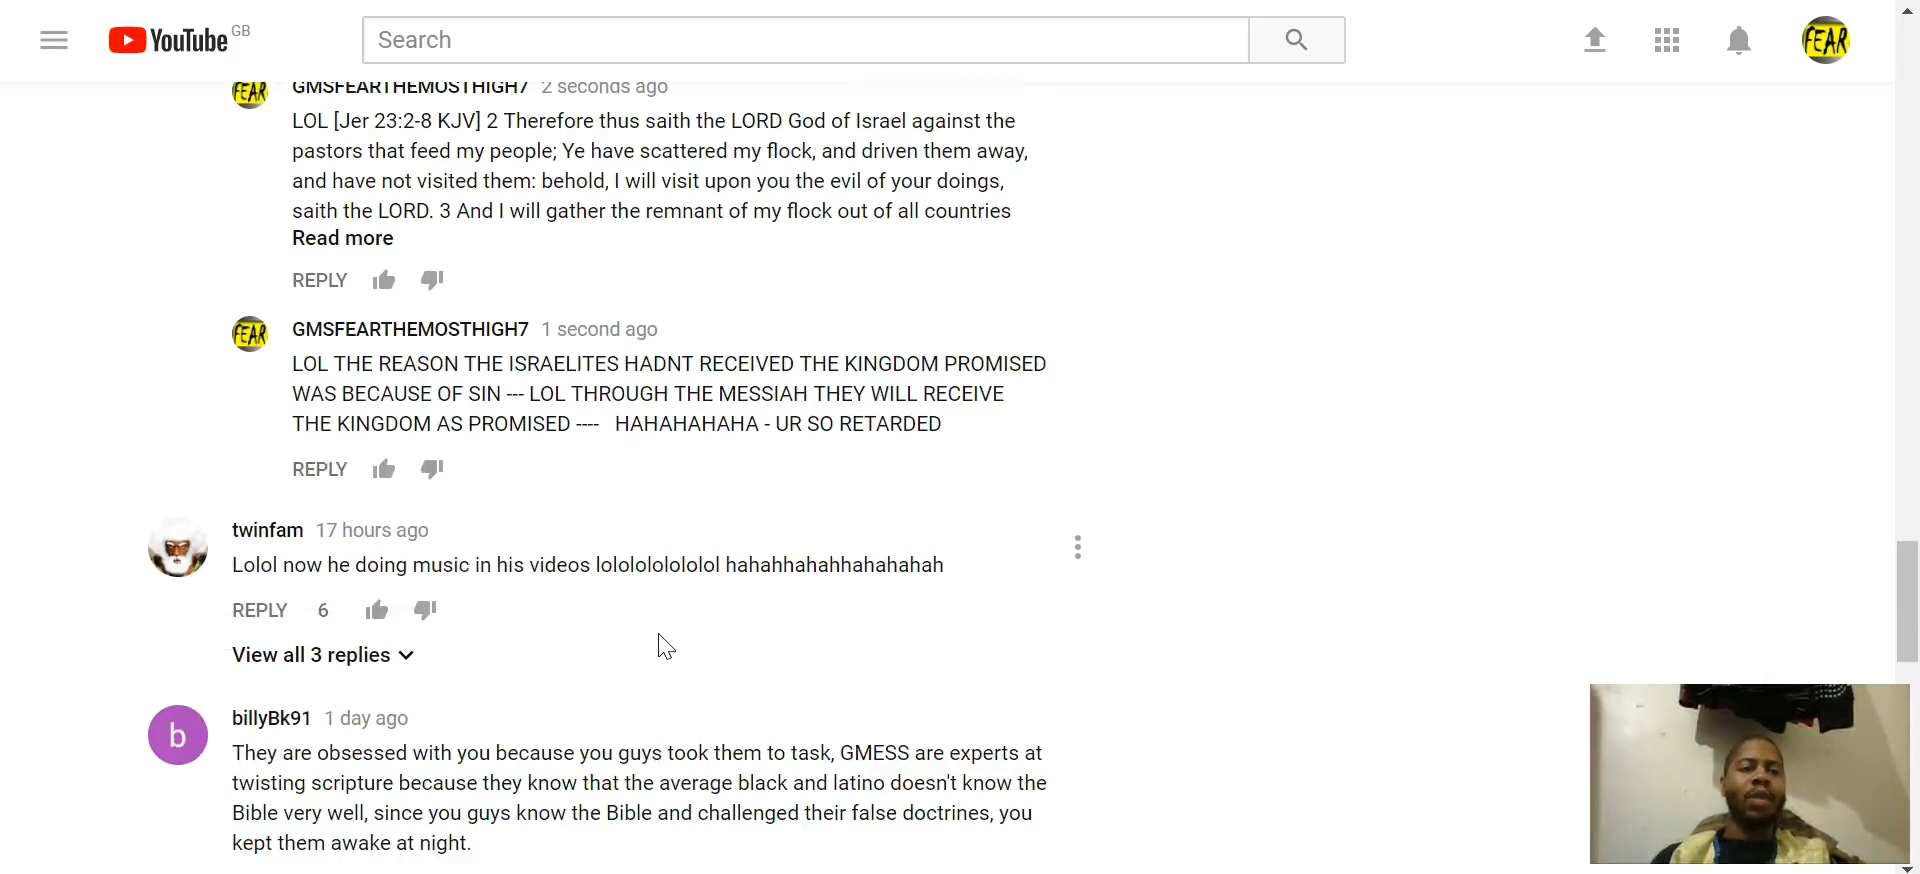 YouTube GB
Search
FEAR
FEAR
GMSFEARTHEMOSTHIGH7 2 seconds ago
LOL [Jer 23:2-8 KJV] 2 Therefore thus saith the LORD God of Israel against the
pastors that feed my people; Ye have scattered my flock, and driven them away,
and have not visited them: behold, I will visit upon you the evil of your doings,
saith the LORD. 3 And I will gather the remnant of my flock out of all countries
Read more
REPLY
FEAR
GMSFEARTHEMOSTHIGH7 1 second ago
LOL THE REASON THE ISRAELITES HADNT RECEIVED THE KINGDOM PROMISED
WAS BECAUSE OF SIN --- LOL THROUGH THE MESSIAH THEY WILL RECEIVE
THE KINGDOM AS PROMISED ---- HAHAHAHAHA - UR SO RETARDED
REPLY
twinfam 17 hours ago
Lolol now he doing music in his videos lolololololololol hahahhahahhahahahah
REPLY 6
View all 3 replies
b
billyBk91 1 day ago
They are obsessed with you because you guys took them to task, GMESS are experts at
twisting scripture because they know that the average black and latino doesn't know the
Bible very well, since you guys know the Bible and challenged their false doctrines, you
kept them awake at night.